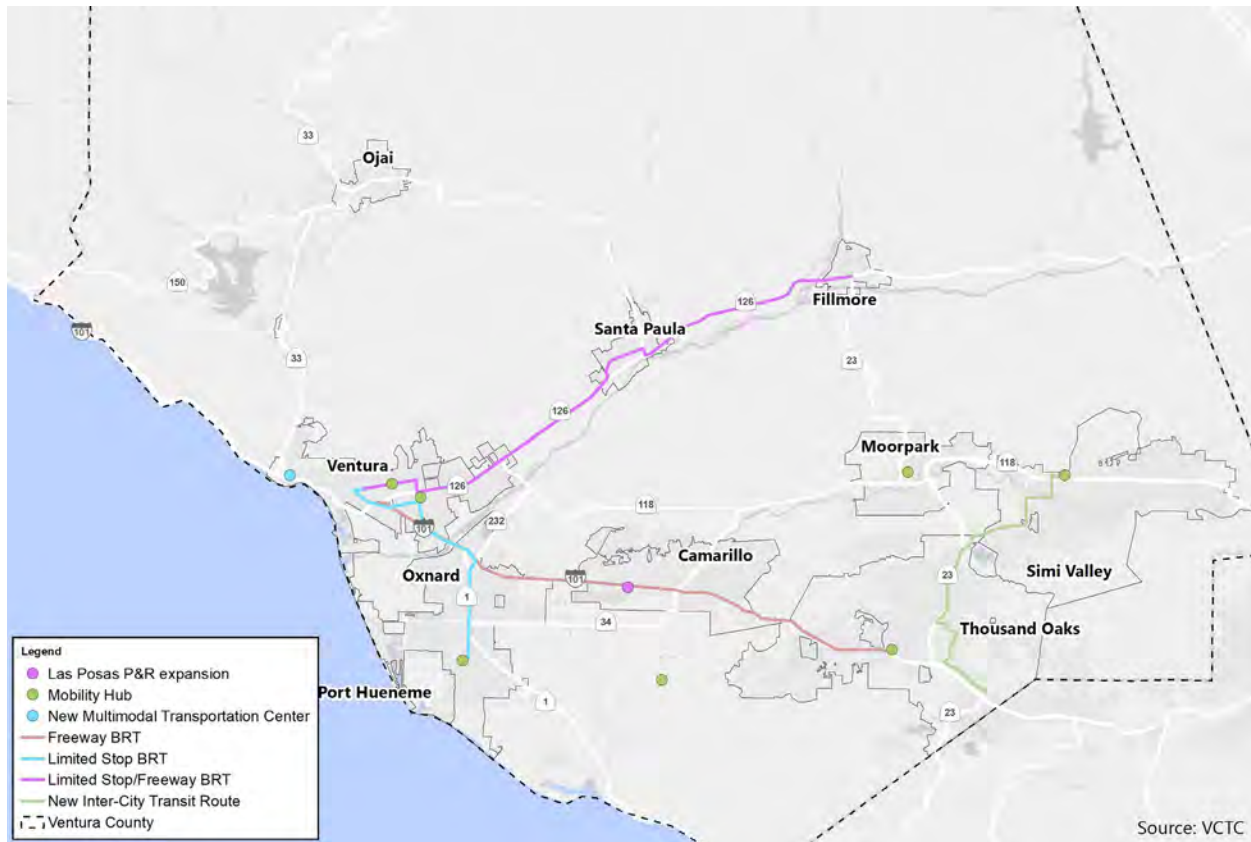 33
Ojai
150
101
33
126
Fillmore
Santa Paula
126
23
126
Moorpark
118
Ventura
126
118
101
232
Camarillo
Oxnard
101
Simi Valley
23
1
34
Thousand Oaks
Port Hueneme
1
23
Legend
Las Posas P&R expansion
Mobility Hub
New Multimodal Transportation Center
Freeway BRT
Limited Stop BRT
Limited Stop/Freeway BRT
New Inter-City Transit Route
Ventura County
Source: VCTC